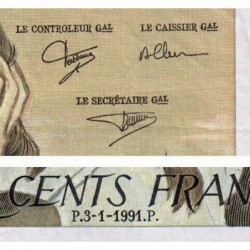 LE CONTROLEUR GAL LE CAISSIER GAL
LE SECRÉTAIRE GAL
CENTS FRAN
P.3-1-1991.P.